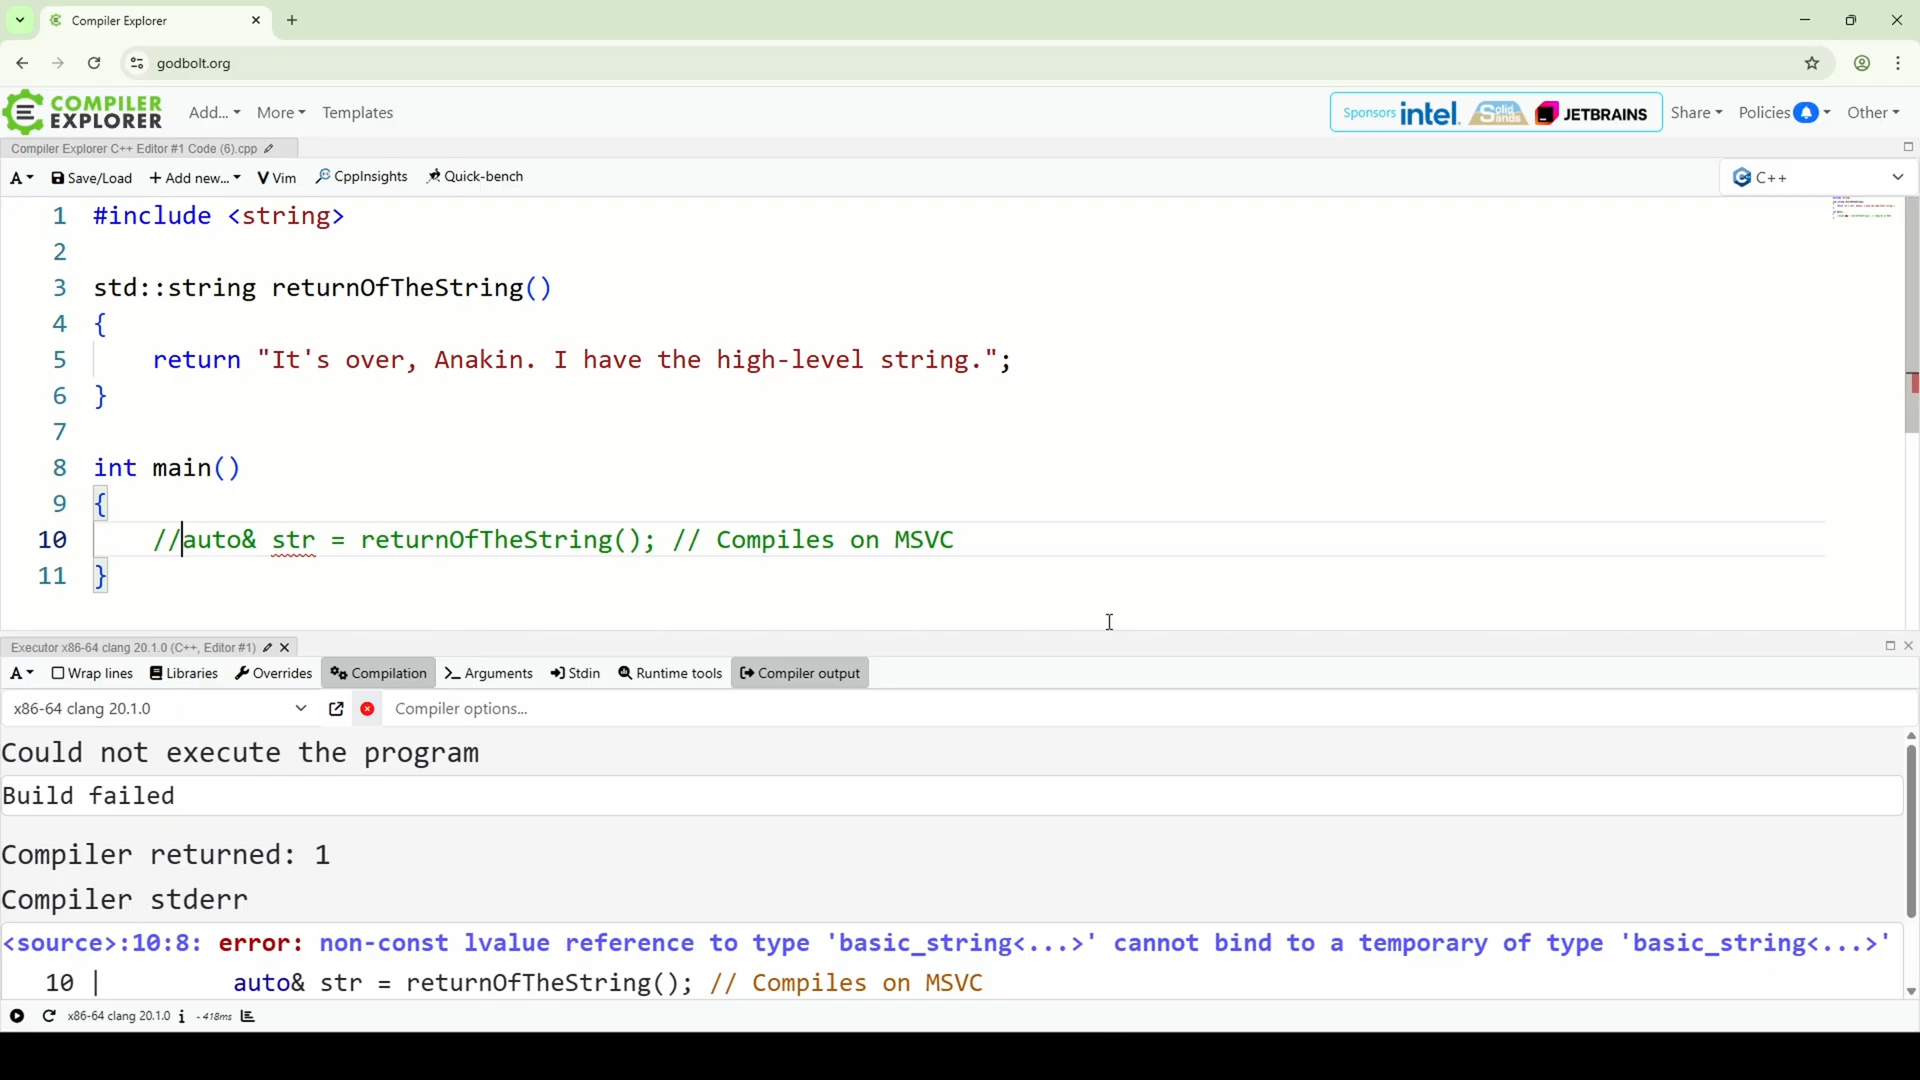 Compiler Explorer
godbolt.org
COMPILER
EXPLORER
Add...
More
Templates
Sponsors intel. Solid Sands JETBRAINS
Share
Policies
Other
Compiler Explorer C++ Editor #1 Code (6).cpp
A
Save/Load
+ Add new...
Vim
CppInsights
Quick-bench
C++
1 #include <string>
2
3 std::string returnOfTheString()
4 {
5 return "It's over, Anakin. I have the high-level string.";
6 }
7
8 int main()
9 {
10 //auto& str = returnOfTheString(); // Compiles on MSVC
11 }
Executor x86-64 clang 20.1.0 (C++, Editor #1)
A
Wrap lines
Libraries
Overrides
Compilation
Arguments
Stdin
Runtime tools
Compiler output
x86-64 clang 20.1.0
Compiler options...
Could not execute the program
Build failed
Compiler returned: 1
Compiler stderr
<source>:10:8: error: non-const lvalue reference to type 'basic_string<...>' cannot bind to a temporary of type 'basic_string<...>'
10 | auto& str = returnOfTheString(); // Compiles on MSVC
x86-64 clang 20.1.0 i - 418ms